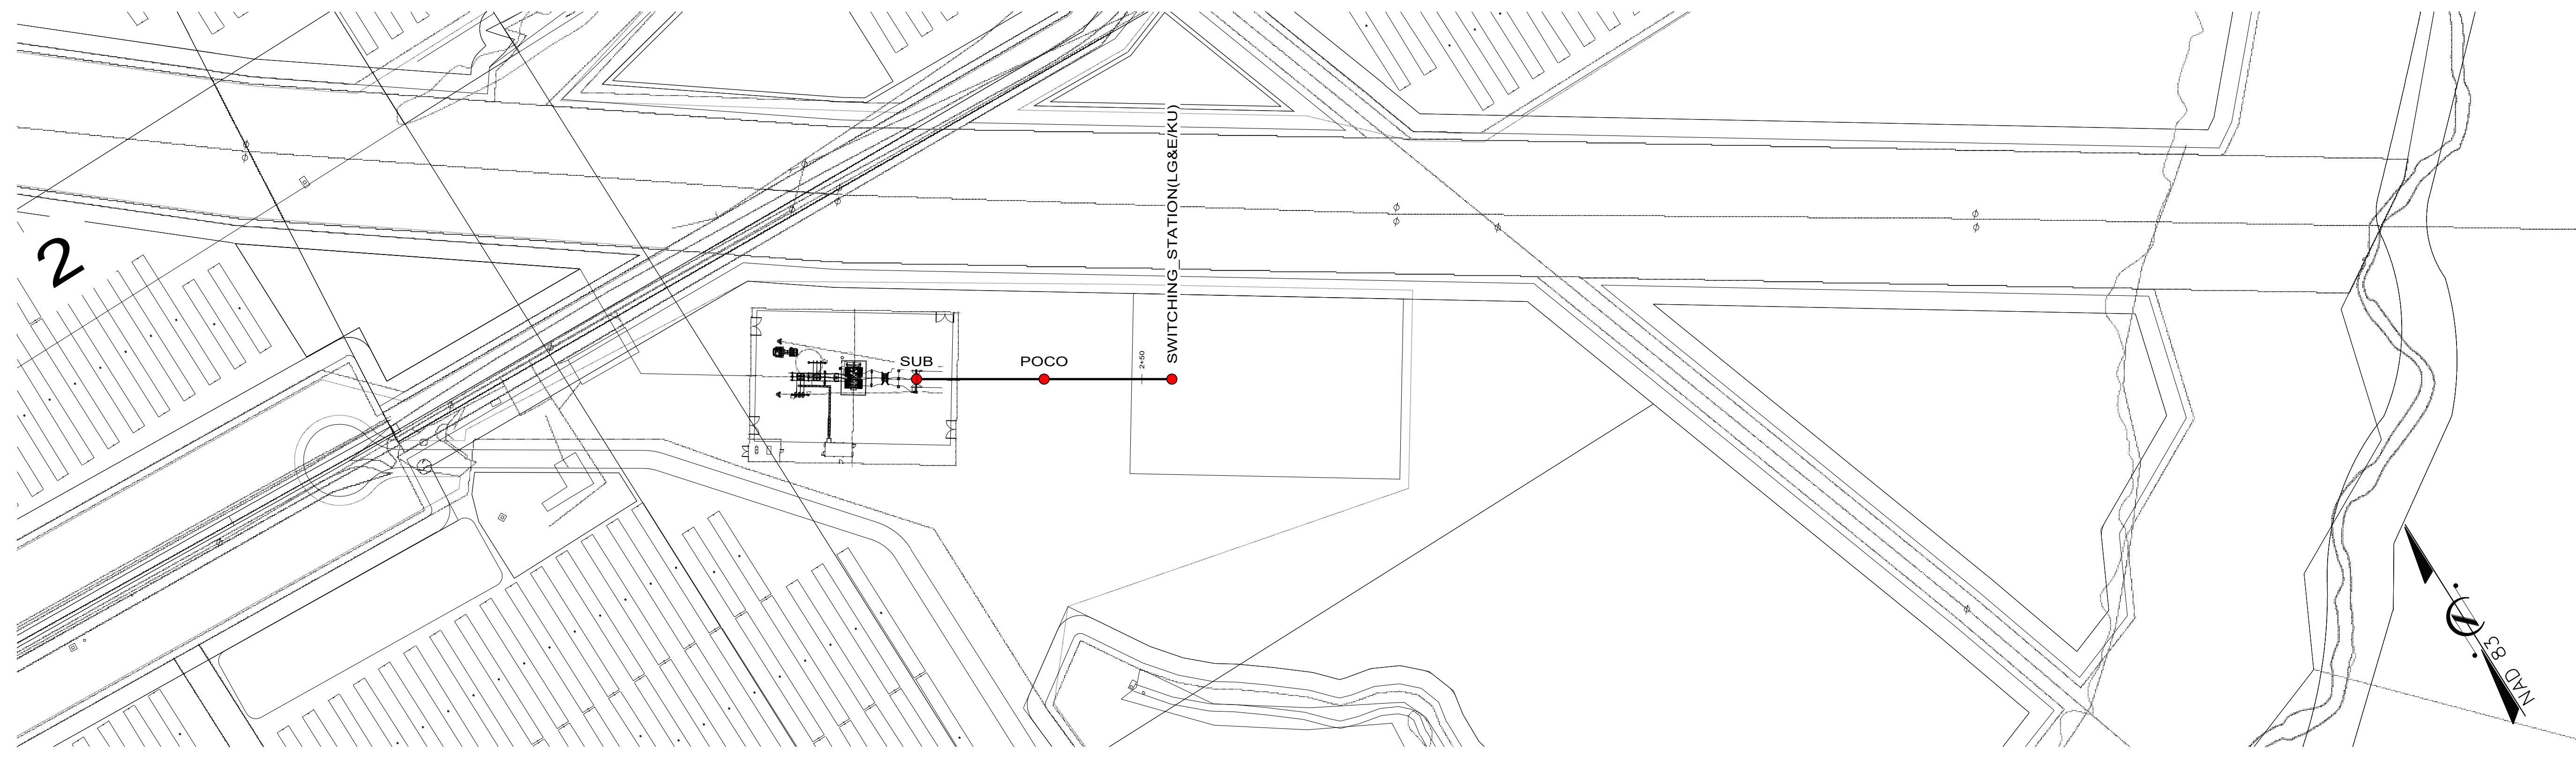 2
SWITCHING_STATION(LG&E/KU)
SUB
POCO
2+50
NAD 83